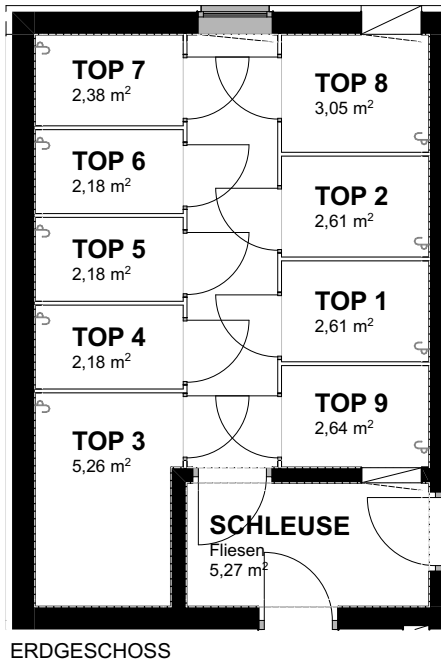 TOP 7
2,38 m²
TOP 8
3,05 m²
TOP 6
2,18 m²
TOP 2
2,61 m²
TOP 5
2,18 m²
TOP 1
2,61 m²
TOP 4
2,18 m²
TOP 9
2,64 m²
TOP 3
5,26 m²
SCHLEUSE
Fliesen
5,27 m²
ERDGESCHOSS